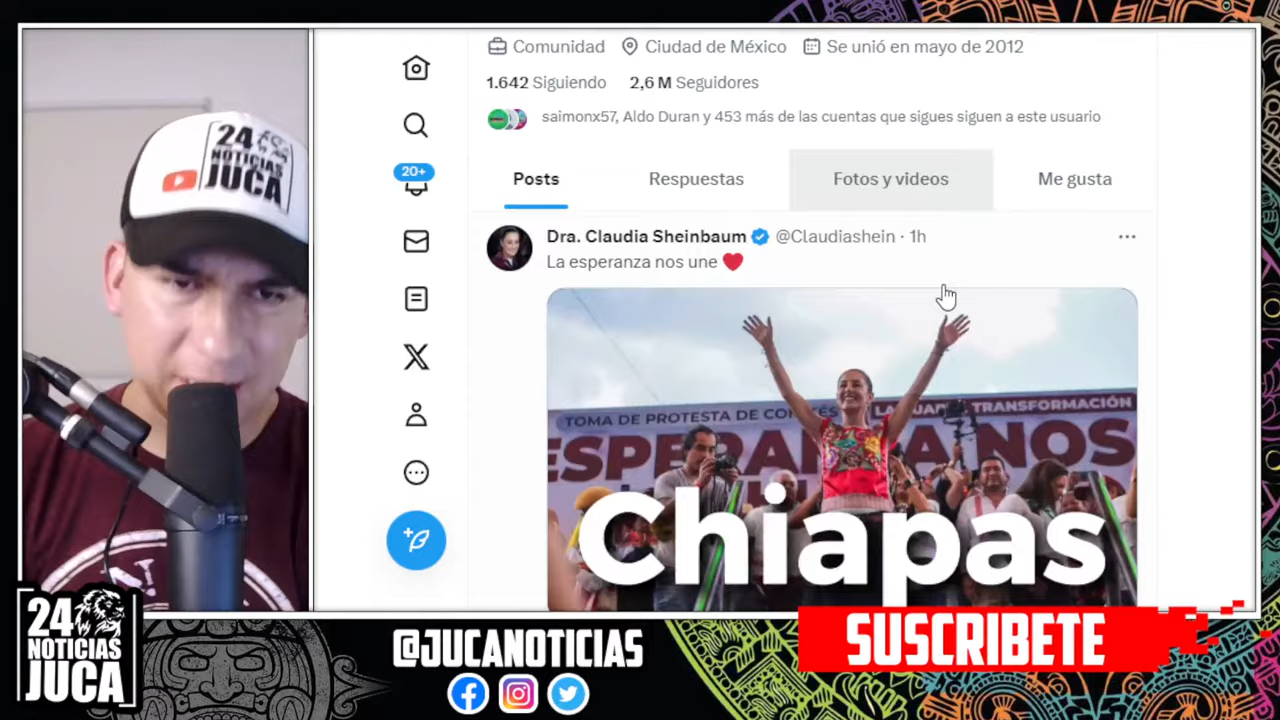 Comunidad Ciudad de México Se unió en mayo de 2012
1.642 Siguiendo 2,6 M Seguidores
saimonx57, Aldo Duran y 453 más de las cuentas que sigues siguen a este usuario
20+
Posts Respuestas Fotos y videos Me gusta
Dra. Claudia Sheinbaum @Claudiashein · 1h
La esperanza nos une ❤️
TOMA DE PROTESTA DE
TRANSFORMACIÓN
NOS
Chiapas
24
NOTICIAS
JUCA
24
NOTICIAS
JUCA
@JUCANOTICIAS
SUSCRIBETE